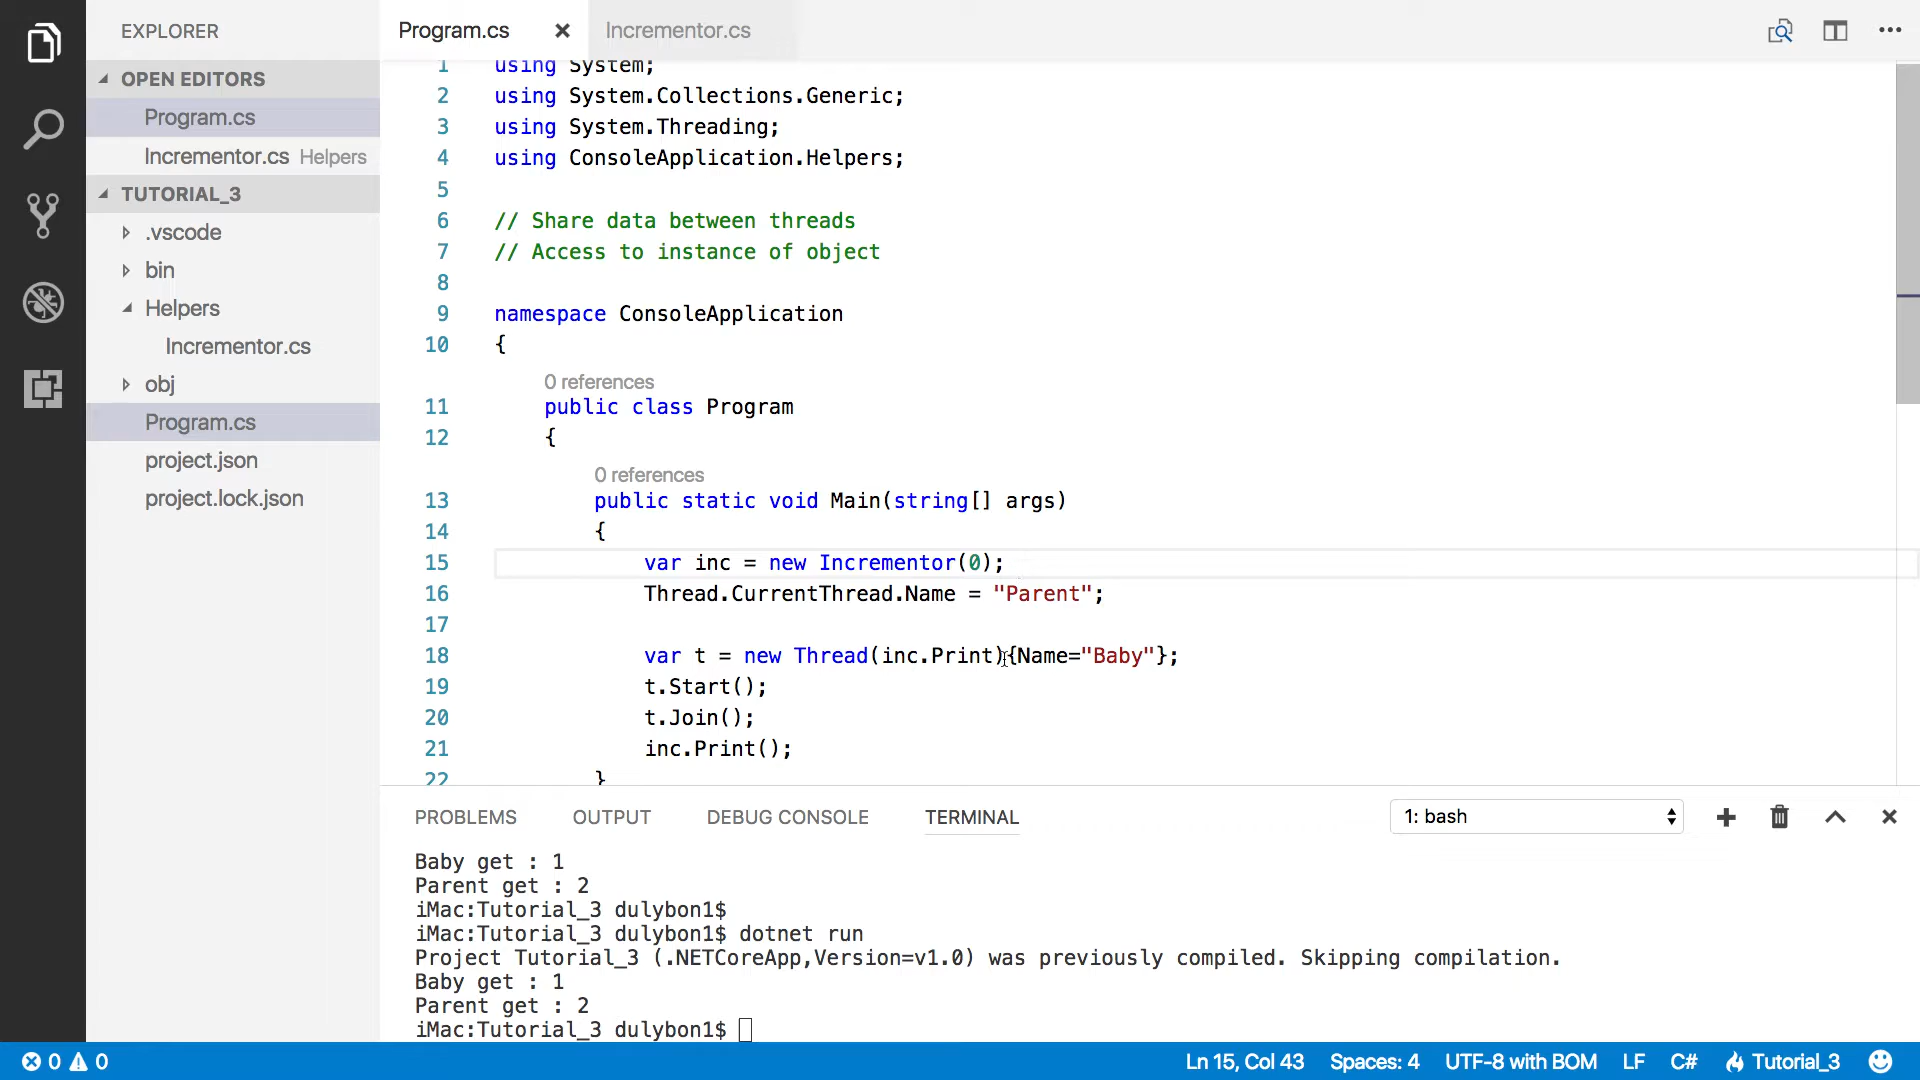 EXPLORER
OPEN EDITORS
Program.cs
Incrementor.cs Helpers
TUTORIAL_3
.vscode
bin
Helpers
Incrementor.cs
obj
Program.cs
project.json
project.lock.json
Program.cs
Incrementor.cs
1 using System;
2 using System.Collections.Generic;
3 using System.Threading;
4 using ConsoleApplication.Helpers;
5
6 // Share data between threads
7 // Access to instance of object
8
9 namespace ConsoleApplication
10 {
0 references
11 public class Program
12 {
0 references
13 public static void Main(string[] args)
14 {
15 var inc = new Incrementor(0);
16 Thread.CurrentThread.Name = "Parent";
17
18 var t = new Thread(inc.Print){Name="Baby"};
19 t.Start();
20 t.Join();
21 inc.Print();
22 }
PROBLEMS OUTPUT DEBUG CONSOLE TERMINAL 1: bash
Baby get : 1
Parent get : 2
iMac:Tutorial_3 dulybon1$
iMac:Tutorial_3 dulybon1$ dotnet run
Project Tutorial_3 (.NETCoreApp,Version=v1.0) was previously compiled. Skipping compilation.
Baby get : 1
Parent get : 2
iMac:Tutorial_3 dulybon1$
0 0 Ln 15, Col 43 Spaces: 4 UTF-8 with BOM LF C# Tutorial_3